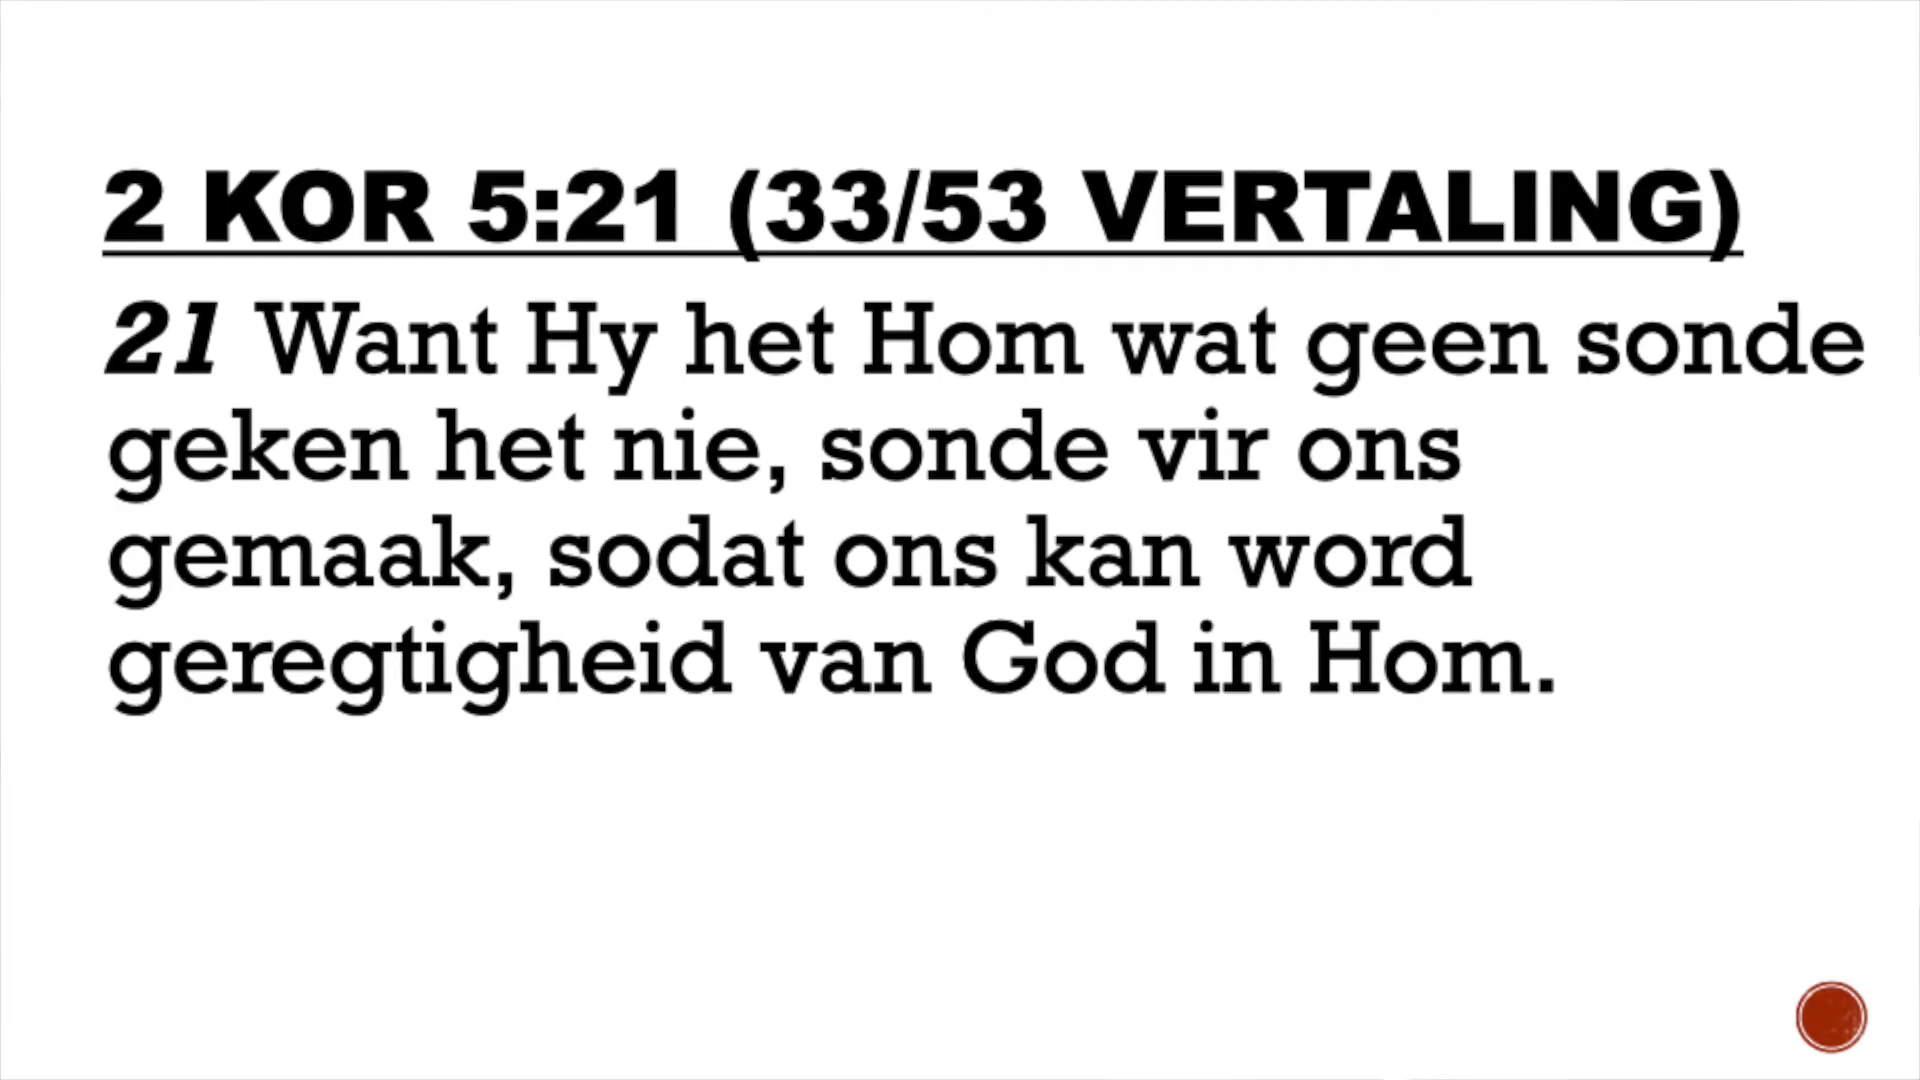 2 KOR 5:21 (33/53 VERTALING)
21 Want Hy het Hom wat geen sonde
geken het nie, sonde vir ons
gemaak, sodat ons kan word
geregtigheid van God in Hom.